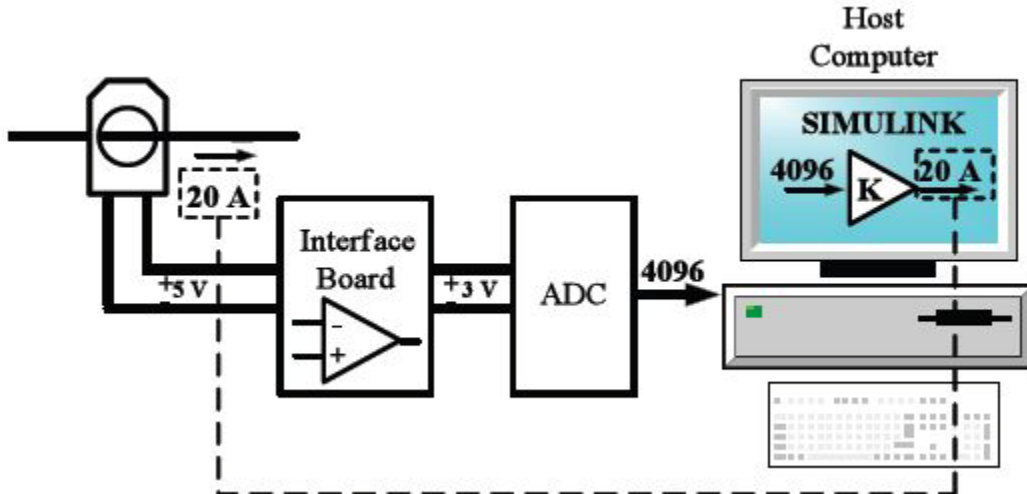 Host
Computer
SIMULINK
4096
20 A
K
20 A
Interface
Board
+
5 V
-
+
3 V
-
ADC
4096
-
+